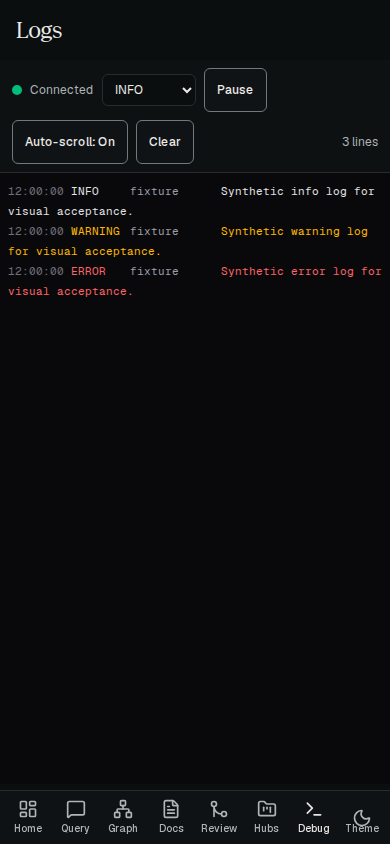 Logs
Connected INFO Pause
Auto-scroll: On Clear 3 lines
12:00:00 INFO fixture Synthetic info log for
visual acceptance.
12:00:00 WARNING fixture Synthetic warning log
for visual acceptance.
12:00:00 ERROR fixture Synthetic error log for
visual acceptance.
Home Query Graph Docs Review Hubs Debug Theme